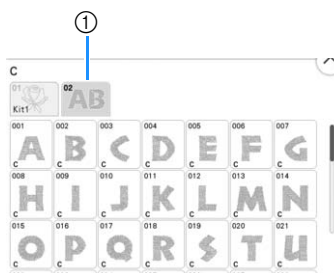 ①
C
01 02
Kit1 AB
001 002 003 004 005 006 007
A B C D E F G
C C C C C C C
008 009 010 011 012 013 014
H I J K L M N
C C C C C C C
015 016 017 018 019 020 021
O P Q R S T U
C C C C C C C